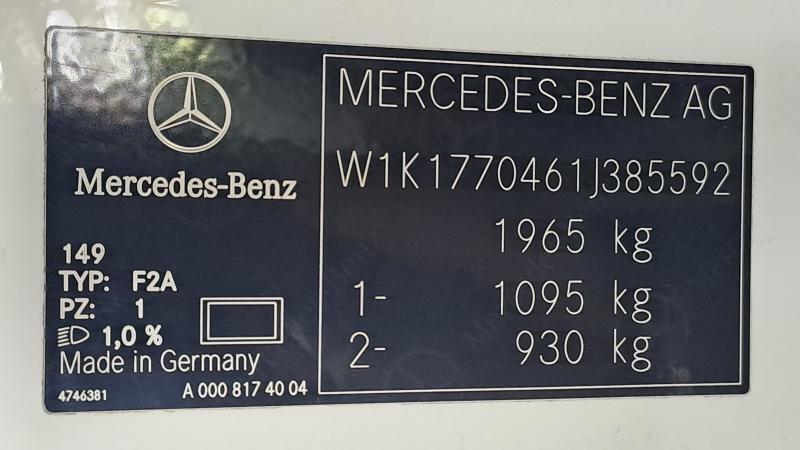 Mercedes-Benz
149
TYP: F2A
PZ: 1
1,0 %
Made in Germany
4746381 A 000 817 40 04
MERCEDES-BENZ AG
W1K1770461J385592
1965 kg
1- 1095 kg
2- 930 kg